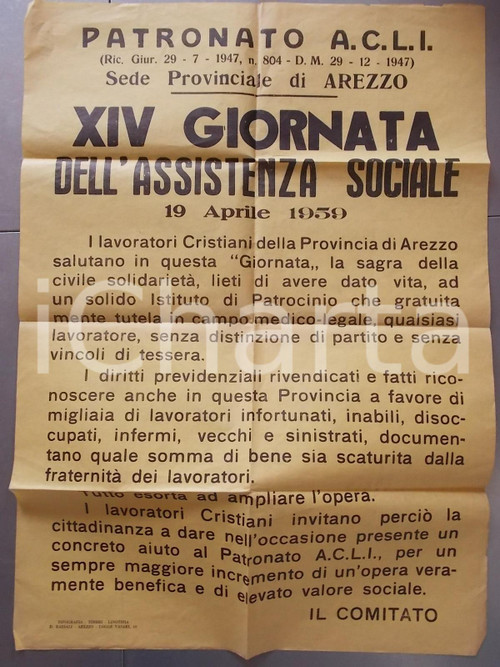 PATRONATO A.C.L.I.
(Ric. Giur. 29 - 7 - 1947, n. 804 - D. M. 29 - 12 - 1947)
Sede Provinciale di AREZZO
XIV GIORNATA
DELL'ASSISTENZA SOCIALE
19 Aprile 1959
I lavoratori Cristiani della Provincia di Arezzo
salutano in questa "Giornata„ la sagra della
civile solidarietà, lieti di avere dato vita, ad
un solido Istituto di Patrocinio che gratuita
mente tutela in campo medico-legale, quaisiasi
lavoratore, senza distinzione di partito e senza
vincoli di tessera.
I diritti previdenziali rivendicati e fatti rico-
noscere anche in questa Provincia a favore di
migliaia di lavoratori infortunati, inabili, disoc-
cupati, infermi, vecchi e sinistrati, documen-
tano quale somma di bene sia scaturita dalla
fraternità dei lavoratori.
Tutto esorta ad ampliare l'opera.
I lavoratori Cristiani invitano perciò la
cittadinanza a dare nell'occasione presente un
concreto aiuto al Patronato A.C.L.I., per un
sempre maggiore incremento di un'opera vera-
mente benefica e di elevato valore sociale.
IL COMITATO
iCharta